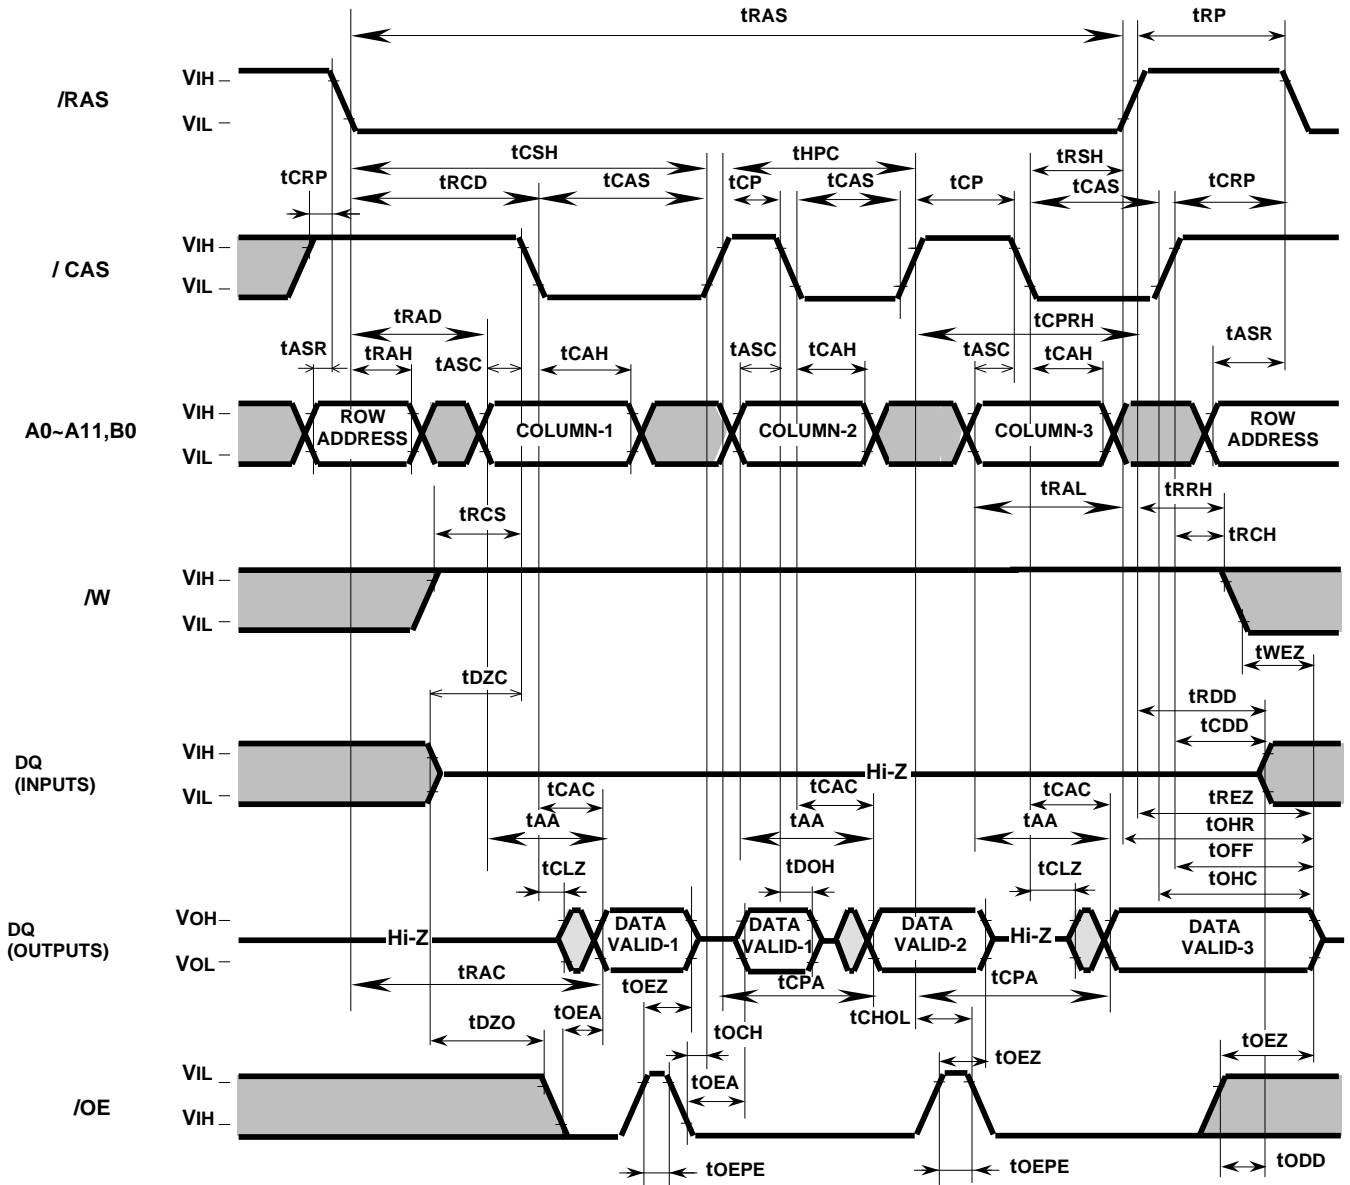 tRAS
tRP
/RAS
VIH
VIL
tCSH
tHPC
tRSH
tCRP
tRCD
tCAS
tCP
tCAS
tCP
tCAS
tCRP
/ CAS
VIH
VIL
tRAD
tCPRH
tASR
tRAH
tASC
tCAH
tASC
tCAH
tASC
tCAH
tASR
A0~A11,B0
VIH
VIL
ROW
ADDRESS
COLUMN-1
COLUMN-2
COLUMN-3
ROW
ADDRESS
tRCS
tRAL
tRRH
tRCH
/W
VIH
VIL
tWEZ
tDZC
tRDD
tCDD
DQ
(INPUTS)
VIH
VIL
Hi-Z
tCAC
tCAC
tCAC
tREZ
tAA
tAA
tAA
tOHR
tCLZ
tDOH
tCLZ
tOFF
tOHC
DQ
(OUTPUTS)
VOH
VOL
Hi-Z
DATA
VALID-1
DATA
VALID-1
DATA
VALID-2
Hi-Z
DATA
VALID-3
tRAC
tOEZ
tCPA
tCPA
tDZO
tOEA
tOCH
tCHOL
tOEZ
tOEZ
tOEA
/OE
VIL
VIH
tOEPE
tOEPE
tODD